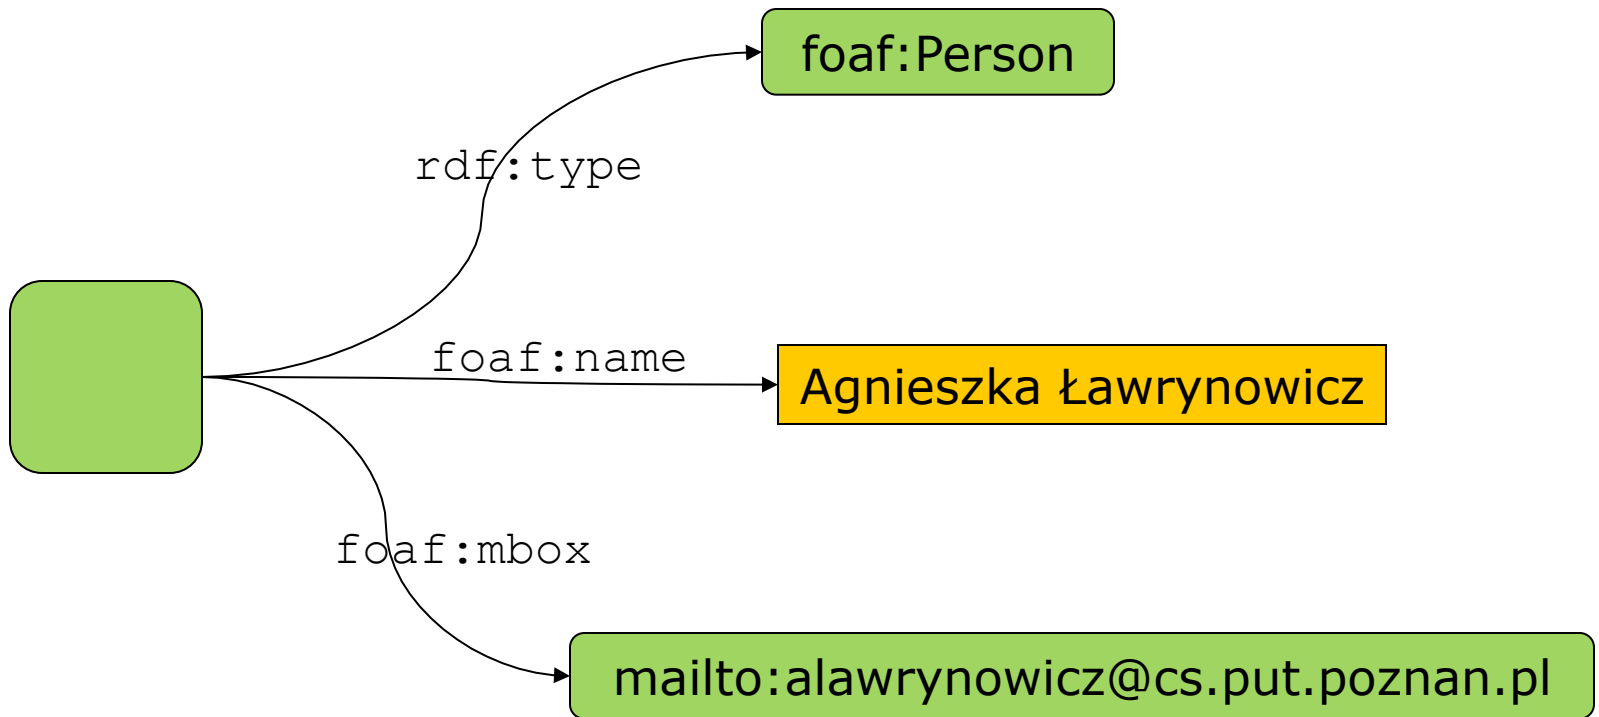 foaf:Person
rdf:type
foaf:name
Agnieszka Ławrynowicz
foaf:mbox
mailto:alawrynowicz@cs.put.poznan.pl